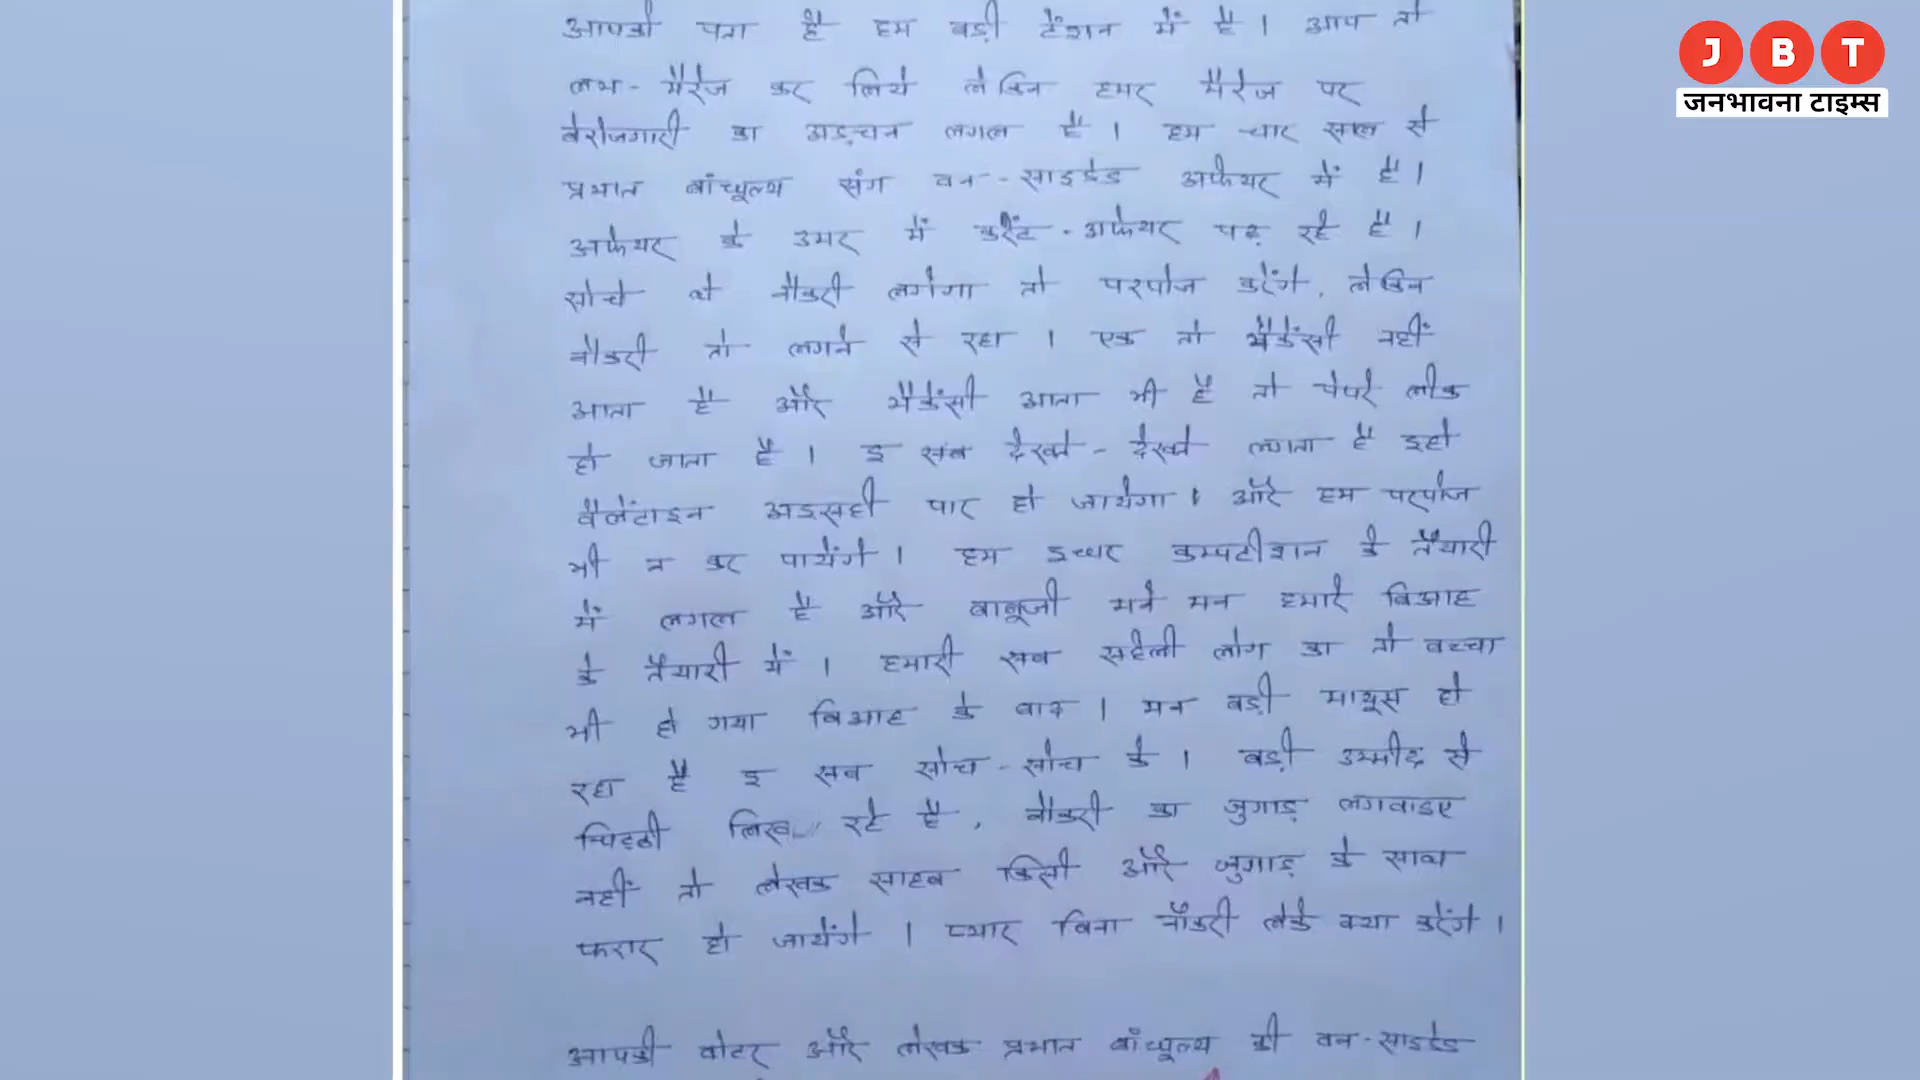 आपको पता है हम बड़ी टेंशन में है । आप तो
लभ - मैरेज कर लिये लेकिन हमर मैरेज पर
बेरोजगारी का अड़चन लगल है । हम चार साल से
प्रभात बांधुल्य संग वन - साइडेड अफेयर में है ।
अफेयर के उमर में करेंट - अफेयर पढ़ रहे है ।
सोचे थे नौकरी लगेगा तो परपोज करेंगे, लेकिन
नौकरी तो लगने से रहा । एक तो भैकेंसी नहीं
आता है और भैकेंसी आता भी है तो पेपरे लीक
हो जाता है । इ सब देखते - देखते लगता है इहो
वैलेंटाइन अइसही पार हो जायेगा । और हम परपोज
भी न कर पायेंगे । हम इधर कम्पटीशन के तैयारी
में लगल है और बाबूजी मने मन हमारे बिआह
के तैयारी में । हमारी सब सहेली लोग का तो बच्चा
भी हो गया बिआह के बाद । मन बड़ी मायूस हो
रहा है इ सब सोच - सोच के । बड़ी उम्मीद से
चिट्ठी लिख रहे है, नौकरी का जुगाड़ लगवाइए
नहीं तो लेखक साहब किसी और जुगाड़ के साथ
फरार हो जायेंगे । प्यार बिना नौकरी लेके क्या करेंगे ।
आपकी वोटर और लेखक प्रभात बांधुल्य की वन - साइडेड
JBT
जनभावना टाइम्स